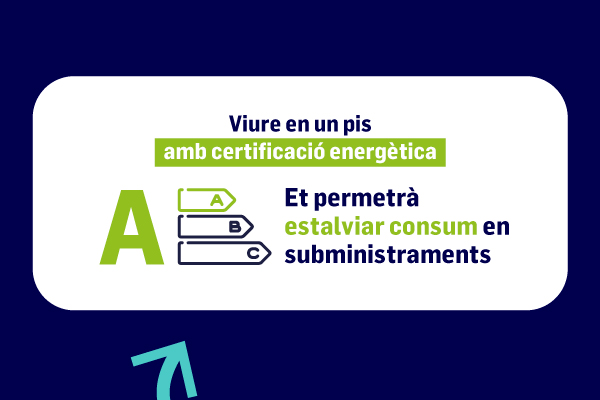 Viure en un pis
amb certificació energètica
A
A
B
C
Et permetrà
estalviar consum en
subministraments